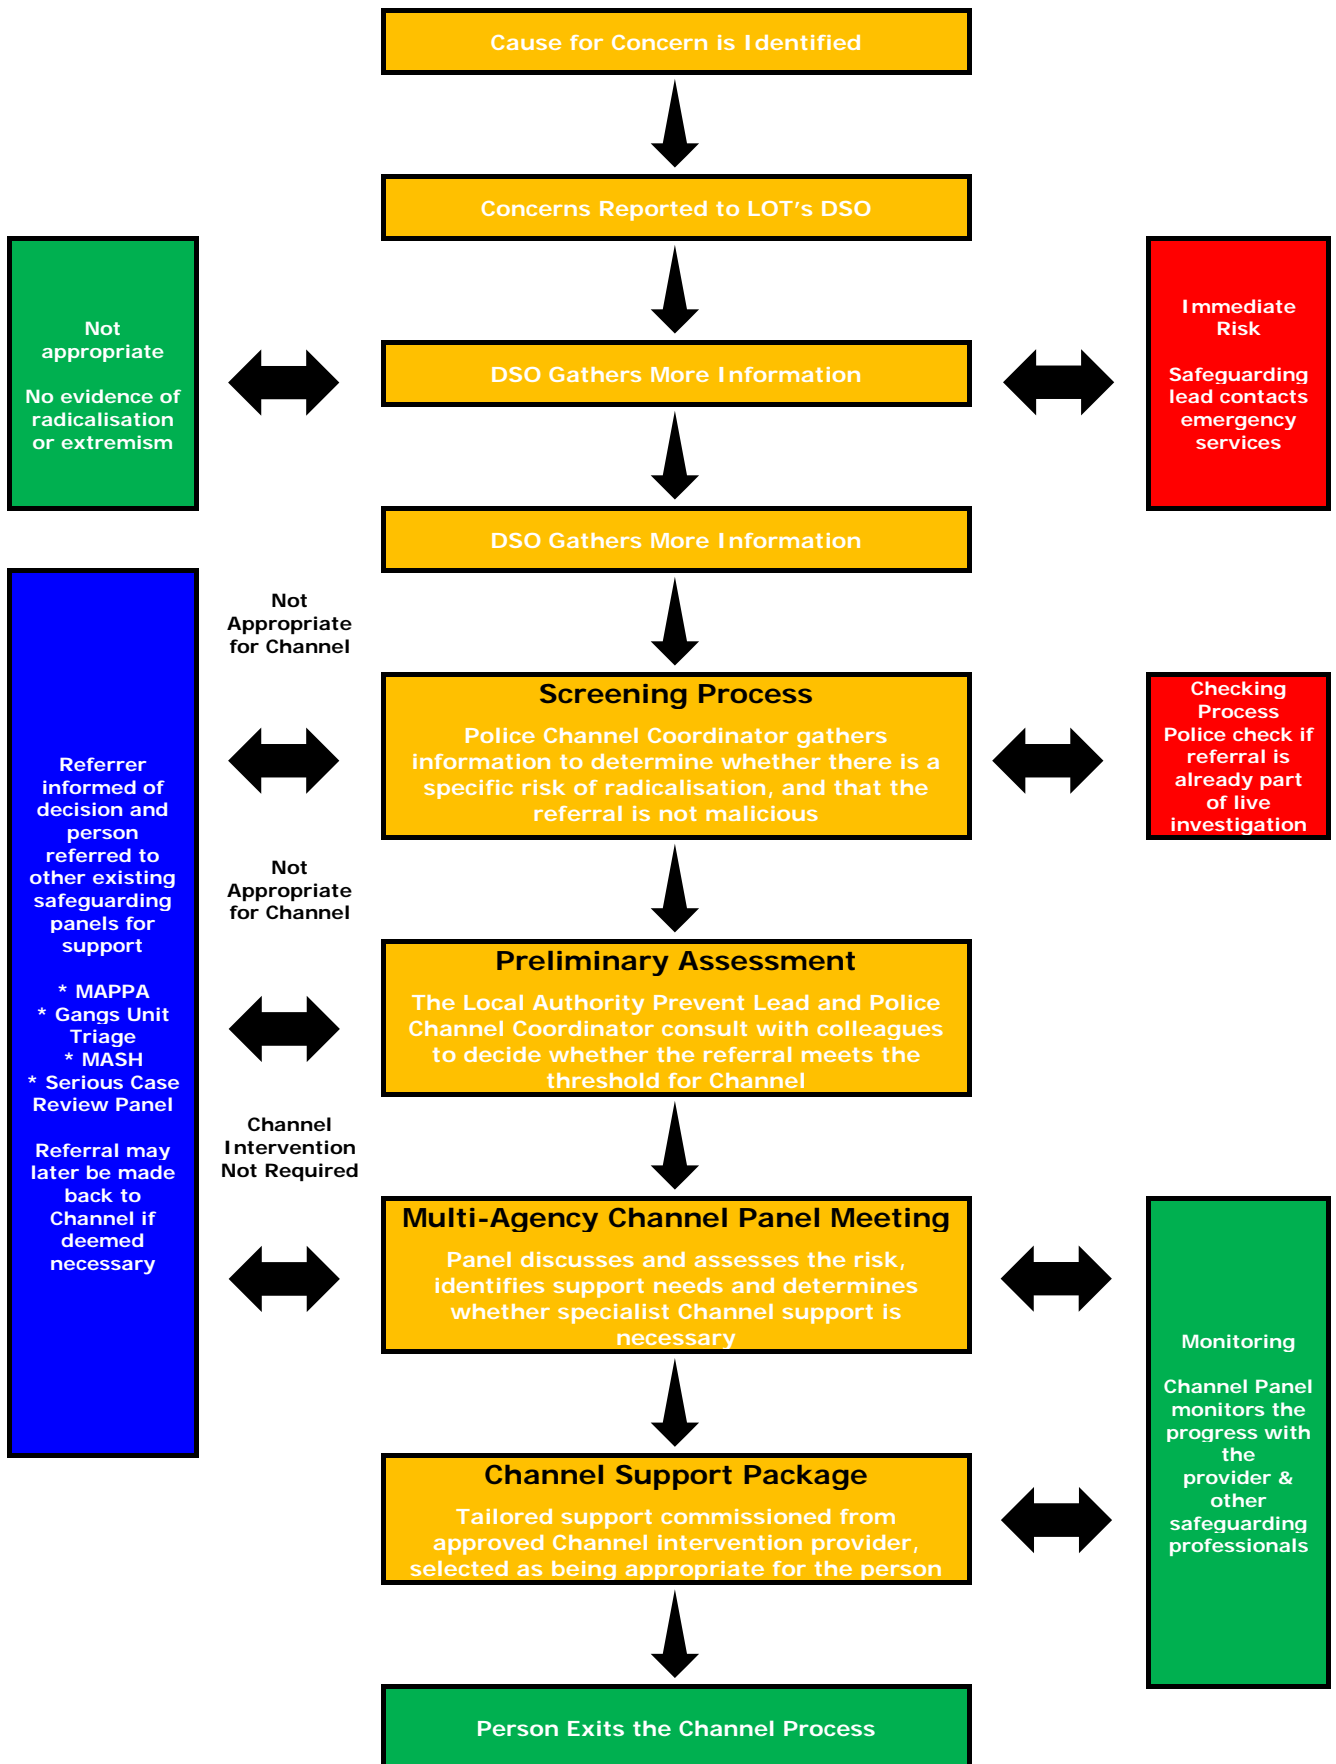 Cause for Concern is Identified
Concerns Reported to LOT's DSO
Not
appropriate
No evidence of
radicalisation
or extremism
DSO Gathers More Information
Immediate
Risk
Safeguarding
lead contacts
emergency
services
DSO Gathers More Information
Referrer
informed of
decision and
person
referred to
other existing
safeguarding
panels for
support
* MAPPA
* Gangs Unit
Triage
* MASH
* Serious Case
Review Panel
Referral may
later be made
back to
Channel if
deemed
necessary
Not
Appropriate
for Channel
Screening Process
Police Channel Coordinator gathers
information to determine whether there is a
specific risk of radicalisation, and that the
referral is not malicious
Checking
Process
Police check if
referral is
already part
of live
investigation
Not
Appropriate
for Channel
Preliminary Assessment
The Local Authority Prevent Lead and Police
Channel Coordinator consult with colleagues
to decide whether the referral meets the
threshold for Channel
Channel
Intervention
Not Required
Multi-Agency Channel Panel Meeting
Panel discusses and assesses the risk,
identifies support needs and determines
whether specialist Channel support is
necessary
Monitoring
Channel Panel
monitors the
progress with
the
provider &
other
safeguarding
professionals
Channel Support Package
Tailored support commissioned from
approved Channel intervention provider,
selected as being appropriate for the person
Person Exits the Channel Process